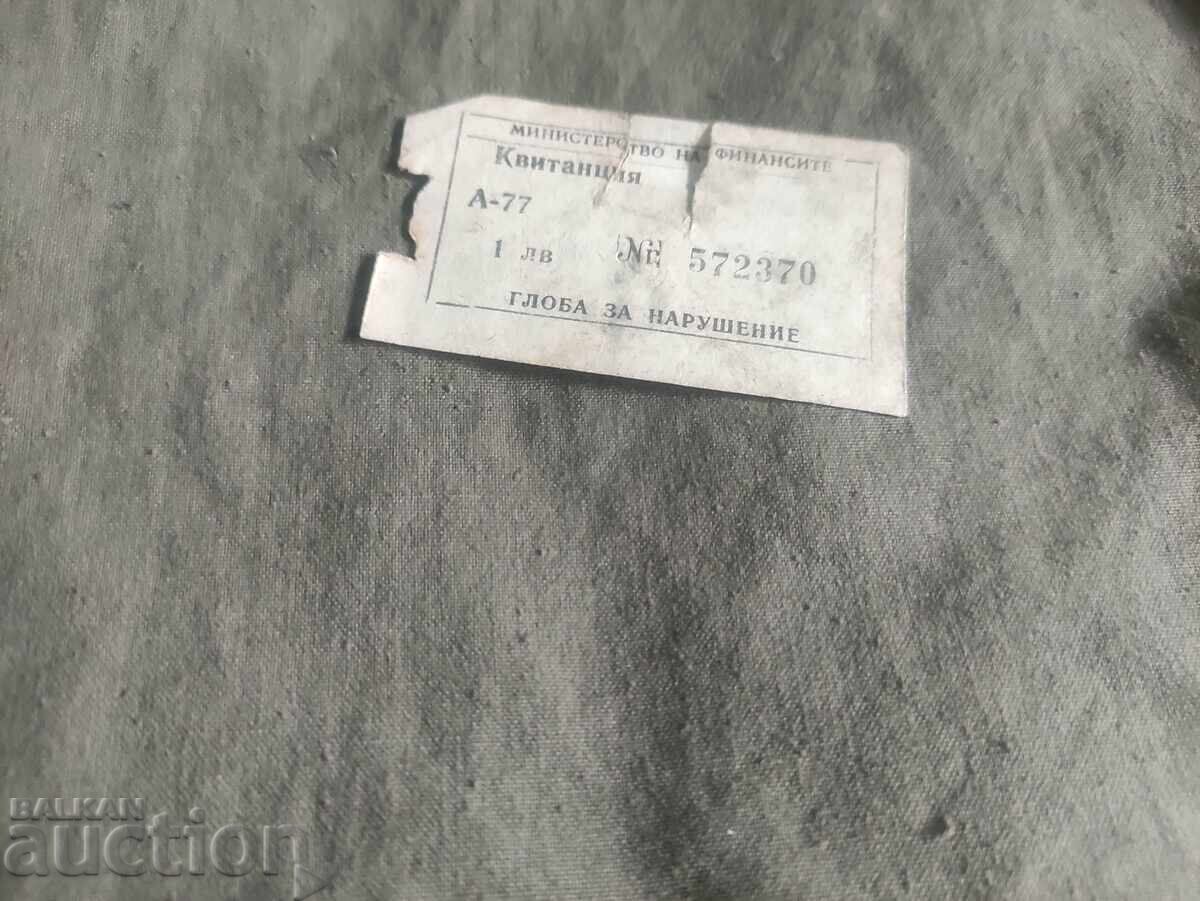 МИНИСТЕРСТВО НА ФИНАНСИТЕ
Квитанция
А-77
1 лв № 572370
ГЛОБА ЗА НАРУШЕНИЕ
BALKAN
auction